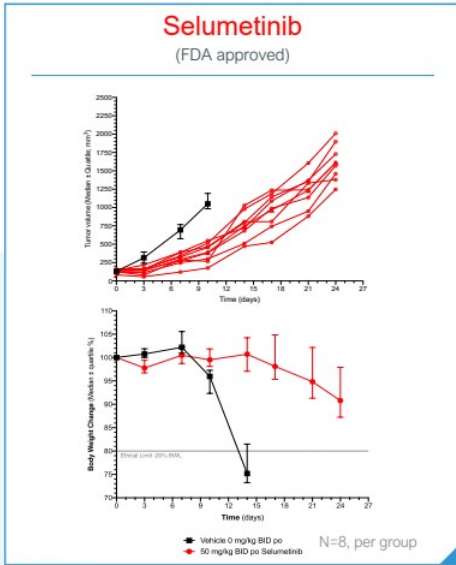 Selumetinib
(FDA approved)
Tumor volume (Median ± Quartile; mm³)
2500
2250
2000
1750
1500
1250
1000
750
500
250
0
0 3 6 9 12 15 18 21 24 27
Time (days)
Body Weight Change (Median ± quartile %)
110
105
100
95
90
85
80
75
70
Ethical Limit -20% BWL
0 3 6 9 12 15 18 21 24 27
Time (days)
Vehicle 0 mg/kg BID po
50 mg/kg BID po Selumetinib
N=8, per group